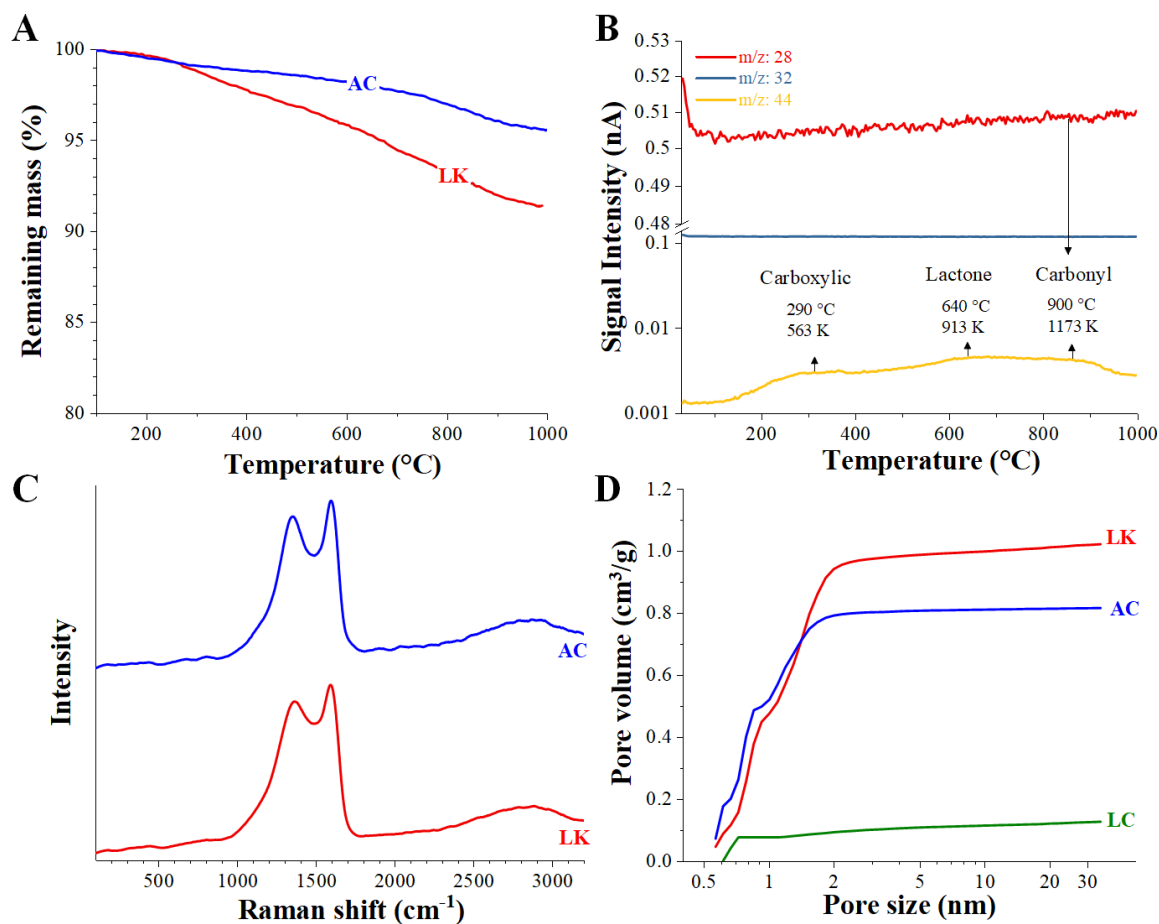 A
100
95
90
85
80
AC
LK
200
400
600
800
1000
Temperature (°C)
Remaining mass (%)
B
0.53
0.52
0.51
0.5
0.49
0.48
0.1
0.01
0.001
m/z: 28
m/z: 32
m/z: 44
Carboxylic
290 °C
563 K
Lactone
640 °C
913 K
Carbonyl
900 °C
1173 K
200
400
600
800
1000
Temperature (°C)
Signal Intensity (nA)
C
AC
LK
500
1000
1500
2000
2500
3000
Raman shift (cm⁻¹)
Intensity
D
1.2
1.0
0.8
0.6
0.4
0.2
0.0
LK
AC
LC
0.5
1
2
10
20
30
Pore size (nm)
Pore volume (cm³/g)